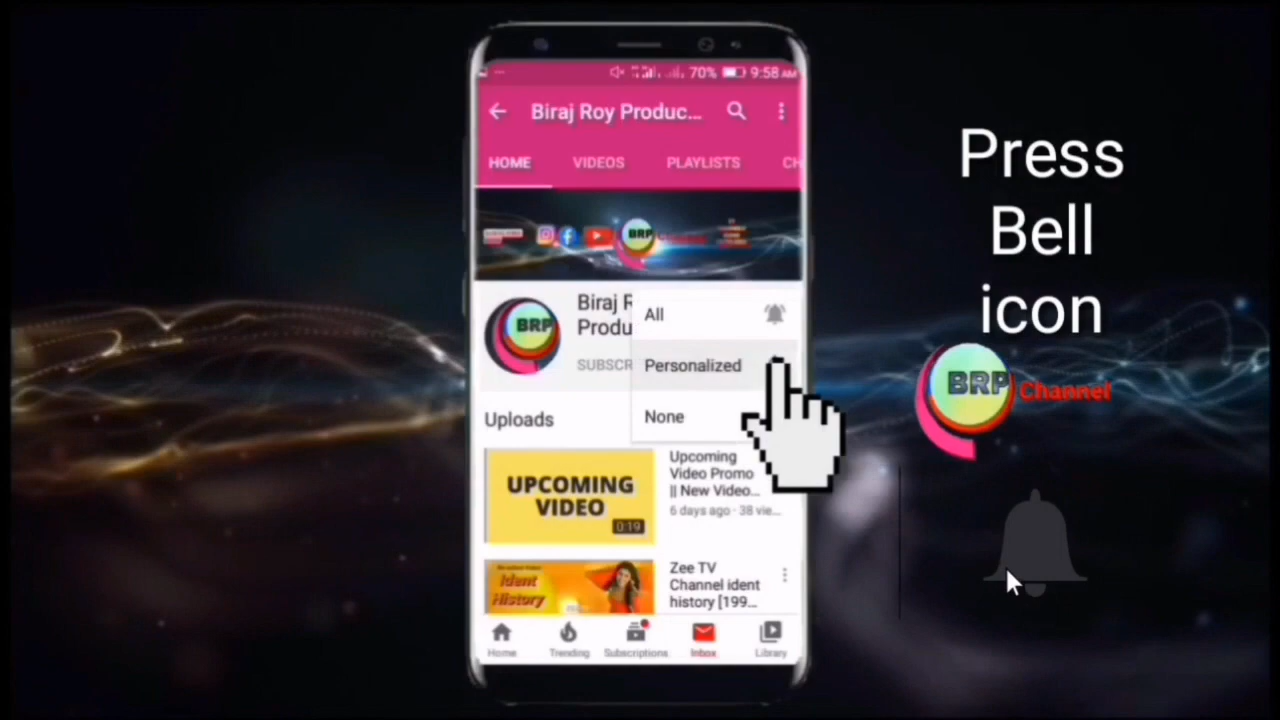 70% 9:58 AM
Biraj Roy Produc...
HOME VIDEOS PLAYLISTS CH
BRP
Biraj R
Produ
BRP
SUBSCR
All
Personalized
None
Uploads
UPCOMING
VIDEO
0:19
Upcoming
Video Promo
|| New Video...
6 days ago · 38 vie...
Ident
History
Zee TV
Channel ident
history [199...
Home Trending Subscriptions Inbox Library
Press
Bell
icon
BRP Channel